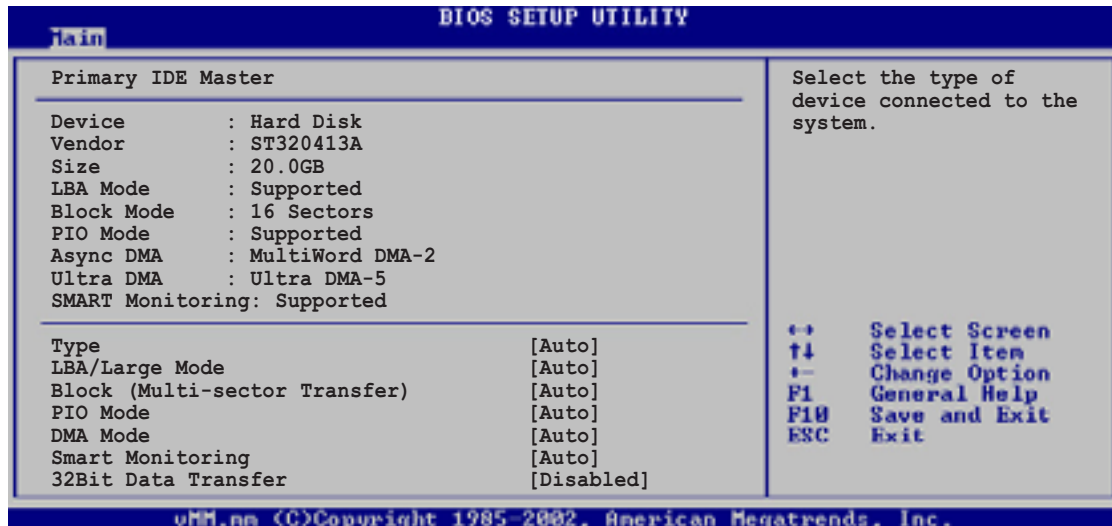 BIOS SETUP UTILITY
Main
Primary IDE Master
Device : Hard Disk
Vendor : ST320413A
Size : 20.0GB
LBA Mode : Supported
Block Mode : 16 Sectors
PIO Mode : Supported
Async DMA : MultiWord DMA-2
Ultra DMA : Ultra DMA-5
SMART Monitoring: Supported
Type [Auto]
LBA/Large Mode [Auto]
Block (Multi-sector Transfer) [Auto]
PIO Mode [Auto]
DMA Mode [Auto]
Smart Monitoring [Auto]
32Bit Data Transfer [Disabled]
Select the type of
device connected to the
system.
←→ Select Screen
↑↓ Select Item
+- Change Option
F1 General Help
F10 Save and Exit
ESC Exit
vMM.mm (C)Copyright 1985-2002, American Megatrends, Inc.